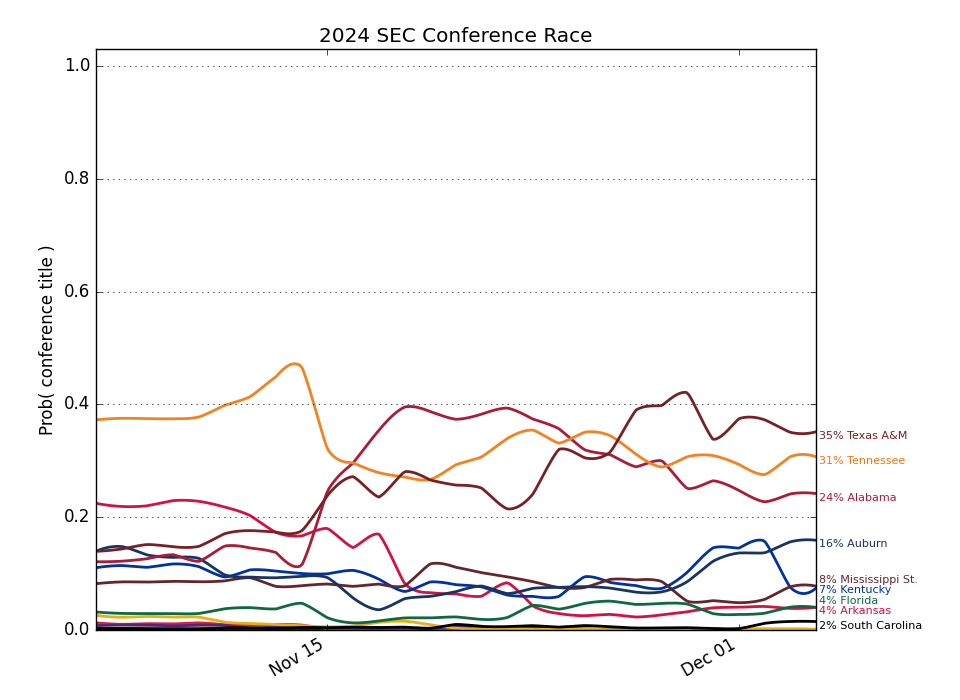 2024 SEC Conference Race
Prob( conference title )
1.0
0.8
0.6
0.4
0.2
0.0
Nov 15
Dec 01
35% Texas A&M
31% Tennessee
24% Alabama
16% Auburn
8% Mississippi St.
7% Kentucky
4% Florida
4% Arkansas
2% South Carolina